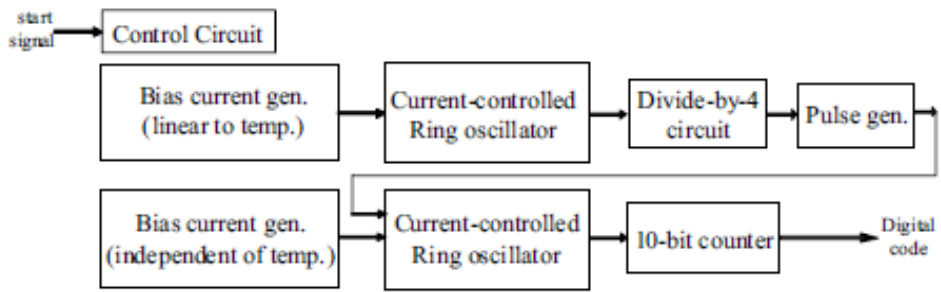 start
signal
Control Circuit
Bias current gen.
(linear to temp.)
Current-controlled
Ring oscillator
Divide-by-4
circuit
Pulse gen.
Bias current gen.
(independent of temp.)
Current-controlled
Ring oscillator
10-bit counter
Digital
code